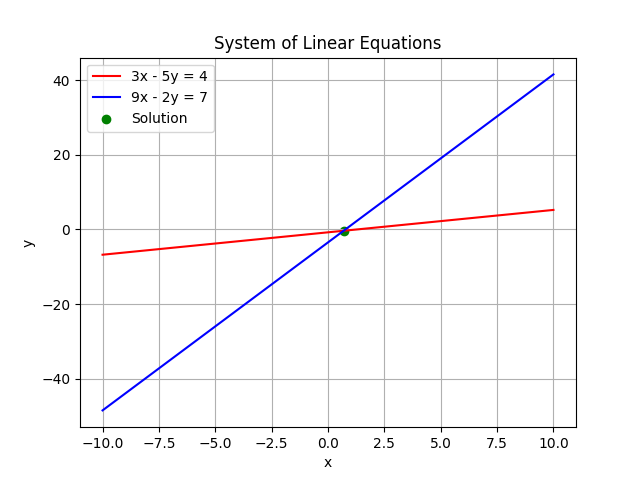 System of Linear Equations
3x - 5y = 4
9x - 2y = 7
Solution
y
40
20
0
−20
−40
−10.0 −7.5 −5.0 −2.5 0.0 2.5 5.0 7.5 10.0
x